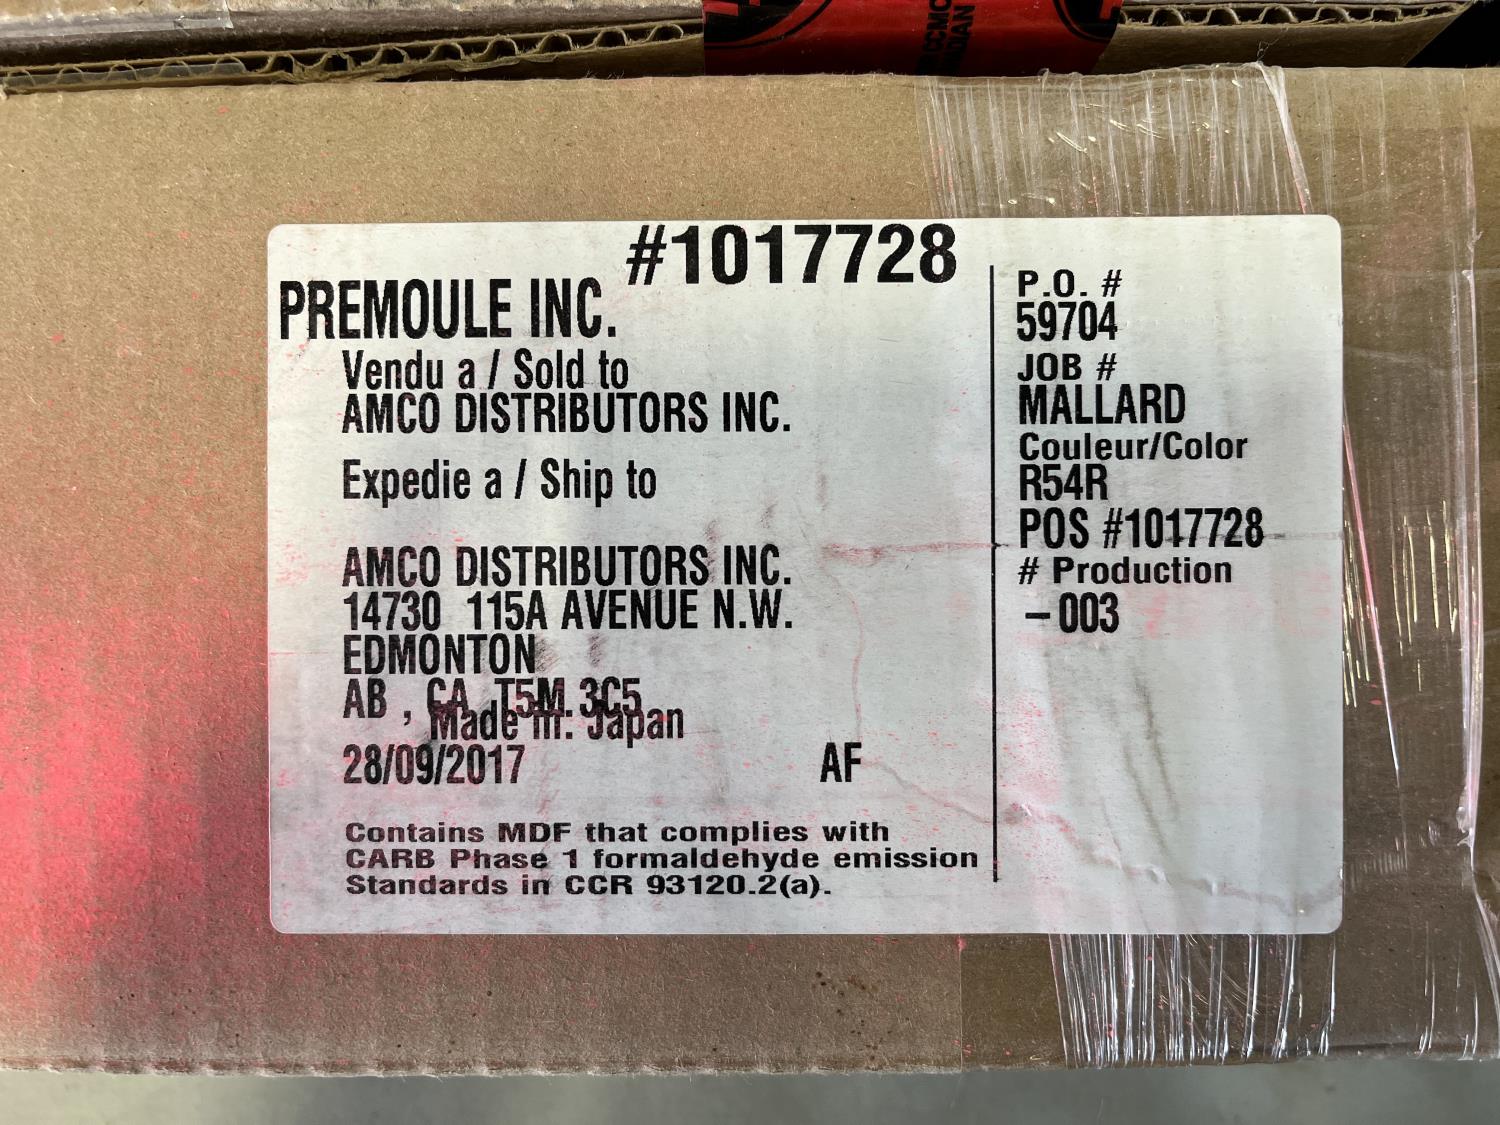 #1017728
PREMOULE INC.
Vendu a / Sold to
AMCO DISTRIBUTORS INC.
Expedie a / Ship to
AMCO DISTRIBUTORS INC.
14730 115A AVENUE N.W.
EDMONTON
AB , CA T5M 3C5
Made in: Japan
28/09/2017 AF
Contains MDF that complies with
CARB Phase 1 formaldehyde emission
Standards in CCR 93120.2(a).
P.O. #
59704
JOB #
MALLARD
Couleur/Color
R54R
POS #1017728
# Production
-003